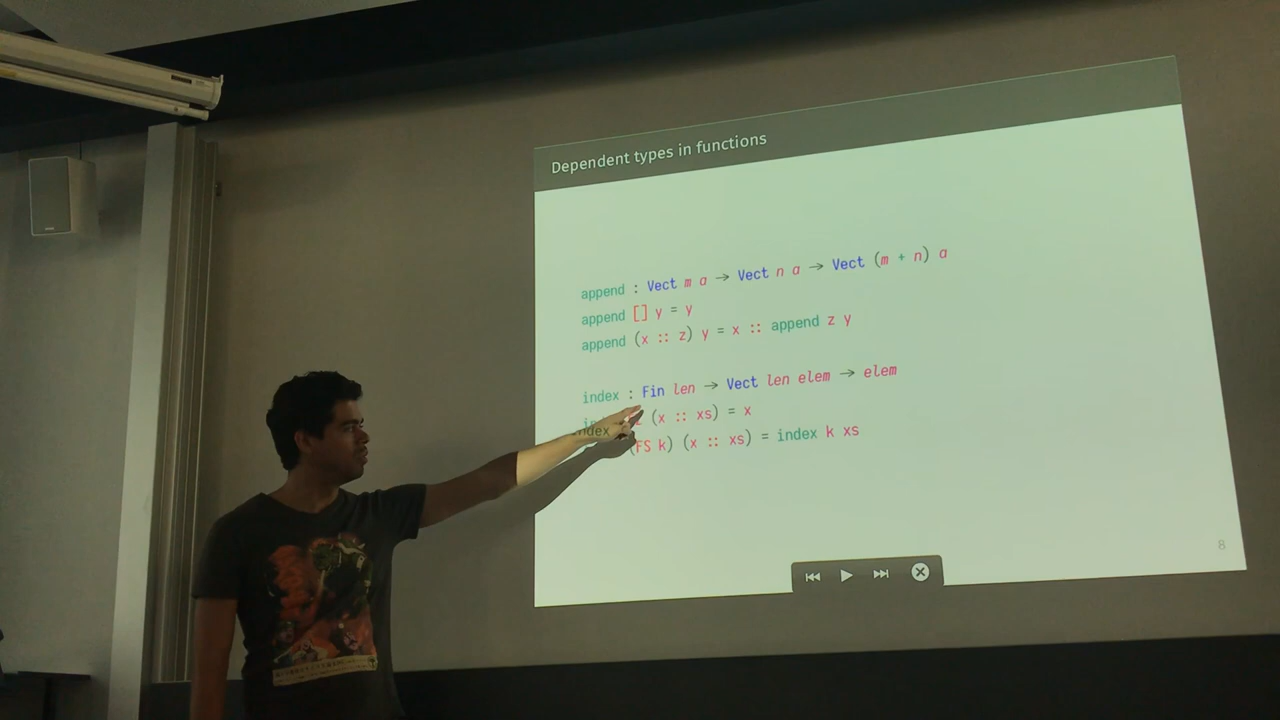 Dependent types in functions
append : Vect m a → Vect n a → Vect (m + n) a
append [] y = y
append (x :: z) y = x :: append z y
index : Fin len → Vect len elem → elem
(x :: xs) = x
index (FS k) (x :: xs) = index k xs
8